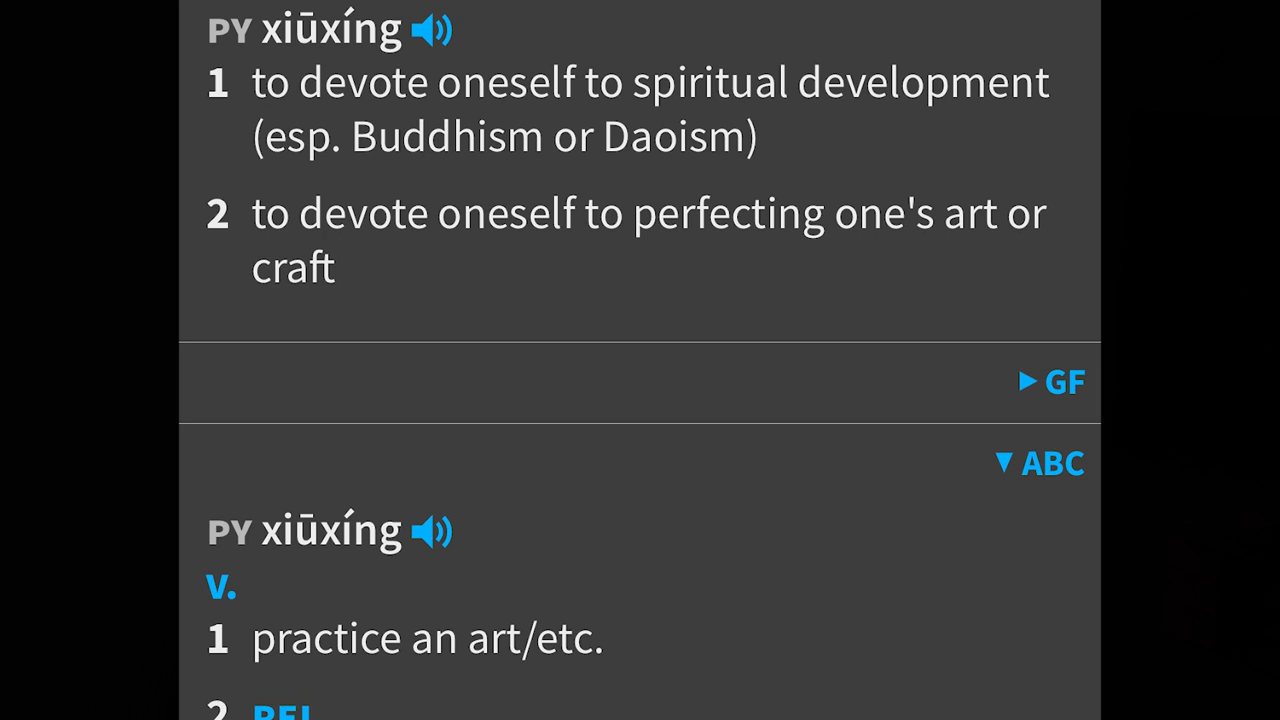 PY xiūxíng
1 to devote oneself to spiritual development
(esp. Buddhism or Daoism)
2 to devote oneself to perfecting one's art or
craft
GF
ABC
PY xiūxíng
V.
1 practice an art/etc.
2 REL